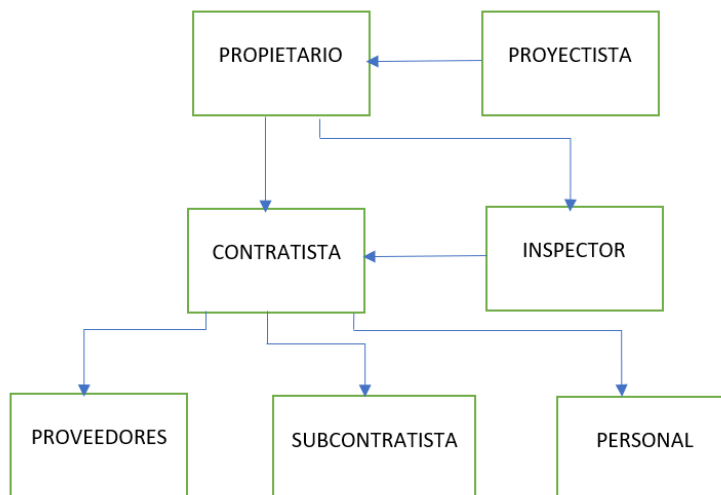 PROPIETARIO
PROYECTISTA
CONTRATISTA
INSPECTOR
PROVEEDORES
SUBCONTRATISTA
PERSONAL